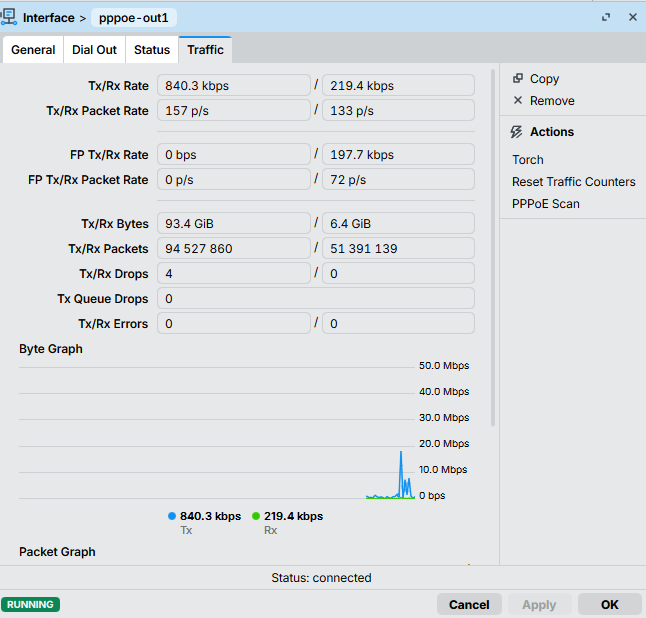 Interface > pppoe-out1
General Dial Out Status Traffic
Tx/Rx Rate 840.3 kbps / 219.4 kbps
Tx/Rx Packet Rate 157 p/s / 133 p/s
FP Tx/Rx Rate 0 bps / 197.7 kbps
FP Tx/Rx Packet Rate 0 p/s / 72 p/s
Tx/Rx Bytes 93.4 GiB / 6.4 GiB
Tx/Rx Packets 94 527 860 / 51 391 139
Tx/Rx Drops 4 / 0
Tx Queue Drops 0
Tx/Rx Errors 0 / 0
Byte Graph
50.0 Mbps
40.0 Mbps
30.0 Mbps
20.0 Mbps
10.0 Mbps
0 bps
840.3 kbps 219.4 kbps
Tx Rx
Packet Graph
Copy
Remove
Actions
Torch
Reset Traffic Counters
PPPoE Scan
Status: connected
RUNNING Cancel Apply OK